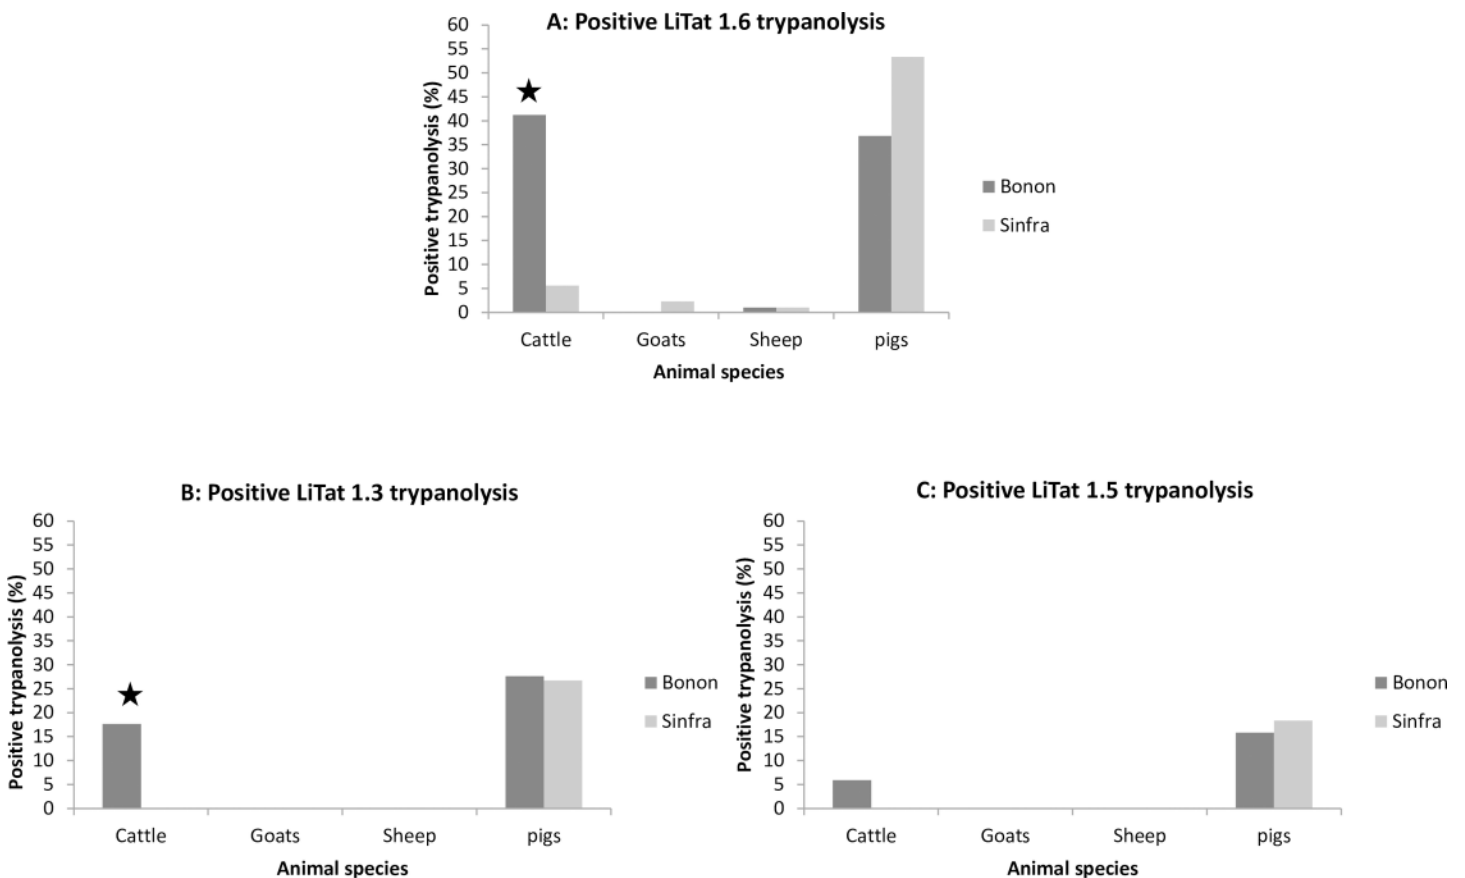 A: Positive LiTat 1.6 trypanolysis
Positive trypanolysis (%)
60
55
50
45
40
35
30
25
20
15
10
5
0
Cattle Goats Sheep pigs
Animal species
Bonon
Sinfra
B: Positive LiTat 1.3 trypanolysis
Positive trypanolysis (%)
60
55
50
45
40
35
30
25
20
15
10
5
0
Cattle Goats Sheep pigs
Animal species
Bonon
Sinfra
C: Positive LiTat 1.5 trypanolysis
Positive trypanolysis (%)
60
55
50
45
40
35
30
25
20
15
10
5
0
Cattle Goats Sheep pigs
Animal species
Bonon
Sinfra